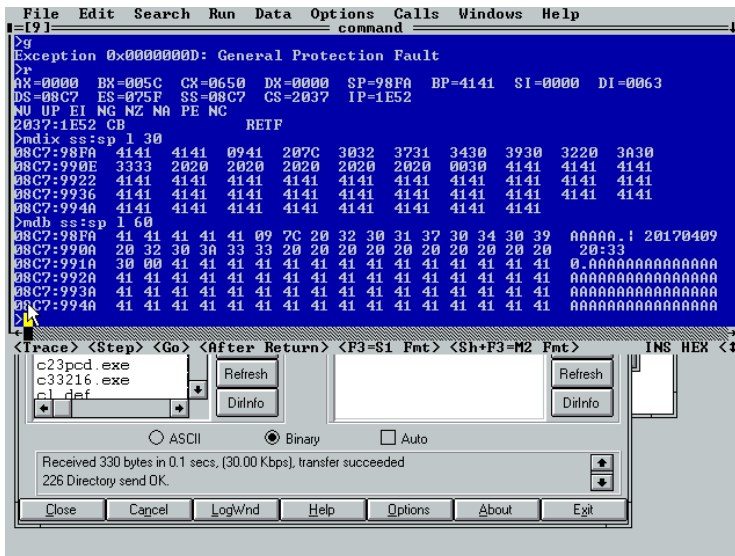 File Edit Search Run Data Options Calls Windows Help
=[9]= command
>g
Exception 0x0000000D: General Protection Fault
>r
AX=0000 BX=005C CX=0650 DX=0000 SP=98FA BP=4141 SI=0000 DI=0063
DS=08C7 ES=075F SS=08C7 CS=2037 IP=1E52
NV UP EI NG NZ NA PE NC
2037:1E52 CB RETF
>mdix ss:sp l 30
08C7:98FA 4141 4141 0941 207C 3032 3731 3430 3930 3220 3A30
08C7:990E 3333 2020 2020 2020 2020 2020 0030 4141 4141 4141
08C7:9922 4141 4141 4141 4141 4141 4141 4141 4141 4141 4141
08C7:9936 4141 4141 4141 4141 4141 4141 4141 4141 4141 4141
08C7:994A 4141 4141 4141 4141 4141 4141 4141 4141
>mdb ss:sp l 60
08C7:98FA 41 41 41 41 41 09 7C 20 32 30 31 37 30 34 30 39 AAAAA.| 20170409
08C7:990A 20 32 30 3A 33 33 20 20 20 20 20 20 20 20 20 20 20:33
08C7:991A 30 00 41 41 41 41 41 41 41 41 41 41 41 41 41 41 0.AAAAAAAAAAAAAA
08C7:992A 41 41 41 41 41 41 41 41 41 41 41 41 41 41 41 41 AAAAAAAAAAAAAAAA
08C7:993A 41 41 41 41 41 41 41 41 41 41 41 41 41 41 41 41 AAAAAAAAAAAAAAAA
08C7:994A 41 41 41 41 41 41 41 41 41 41 41 41 41 41 41 41 AAAAAAAAAAAAAAAA
>
<Trace> <Step> <Go> <After Return> <F3=S1 Fmt> <Sh+F3=M2 Fmt> INS HEX
c23pcd.exe
c33216.exe
cl def
Refresh
DirInfo
Refresh
DirInfo
ASCII Binary Auto
Received 330 bytes in 0.1 secs, (30.00 Kbps), transfer succeeded
226 Directory send OK.
Close Cancel LogWnd Help Options About Exit